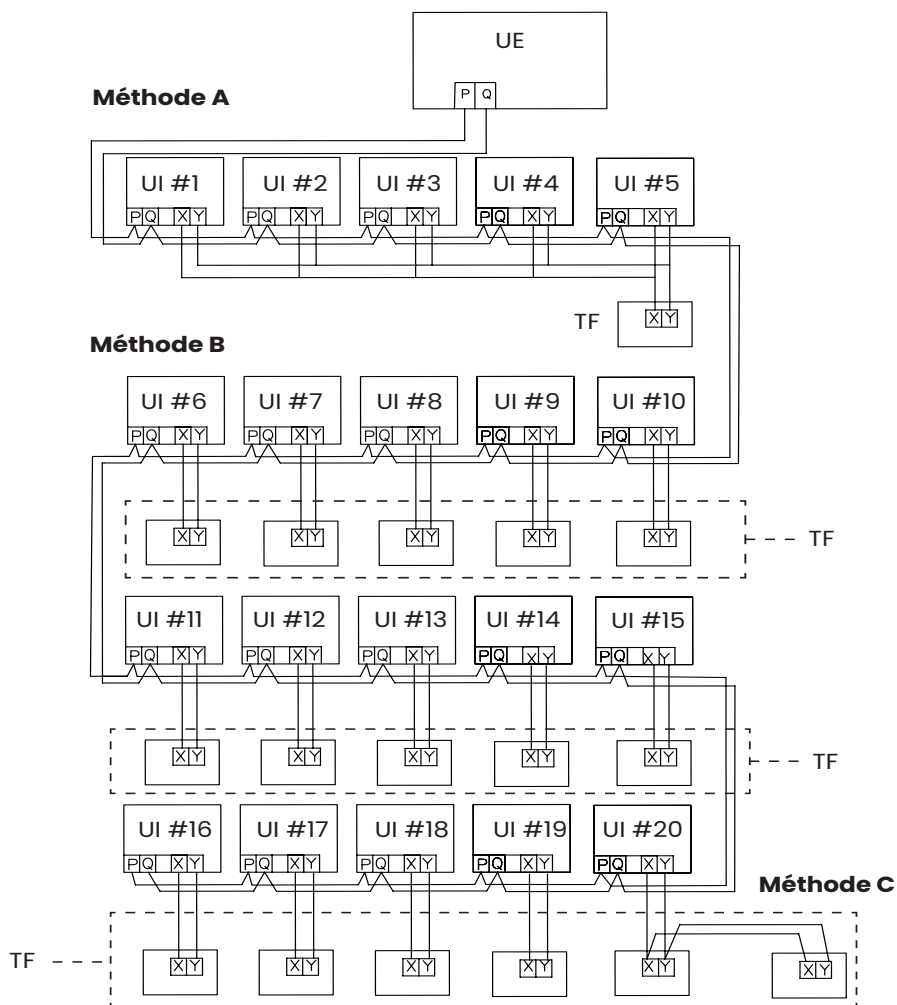 UE
P Q
Méthode A
UI #1 UI #2 UI #3 UI #4 UI #5
P Q X Y P Q X Y P Q X Y P Q X Y P Q X Y
TF X Y
Méthode B
UI #6 UI #7 UI #8 UI #9 UI #10
P Q X Y P Q X Y P Q X Y P Q X Y P Q X Y
X Y X Y X Y X Y X Y TF
UI #11 UI #12 UI #13 UI #14 UI #15
P Q X Y P Q X Y P Q X Y P Q X Y P Q X Y
X Y X Y X Y X Y X Y TF
UI #16 UI #17 UI #18 UI #19 UI #20
P Q X Y P Q X Y P Q X Y P Q X Y P Q X Y
Méthode C
TF X Y X Y X Y X Y X Y X Y